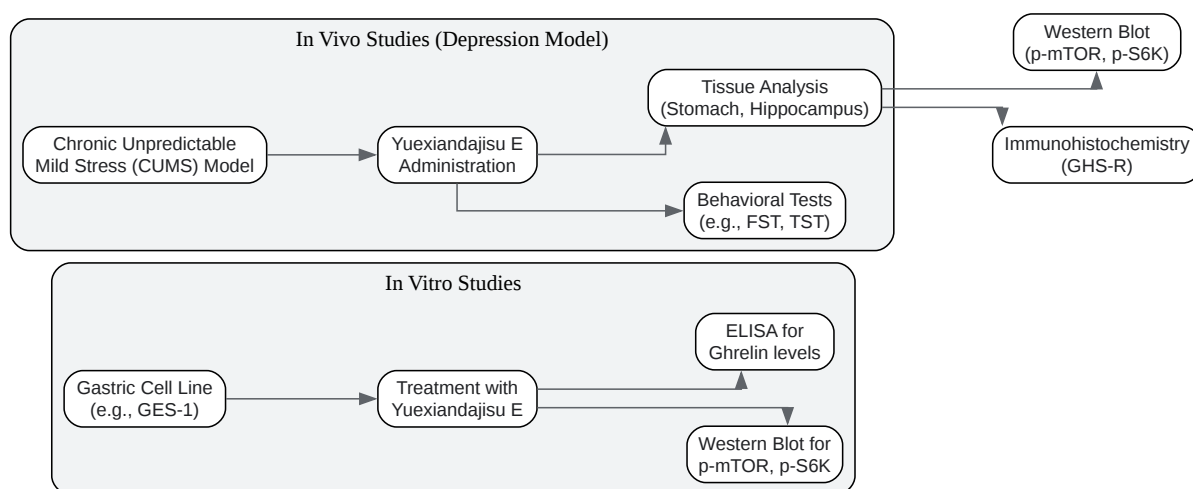 In Vivo Studies (Depression Model)
Chronic Unpredictable
Mild Stress (CUMS) Model
Yuexiandajisu E
Administration
Tissue Analysis
(Stomach, Hippocampus)
Behavioral Tests
(e.g., FST, TST)
Western Blot
(p-mTOR, p-S6K)
Immunohistochemistry
(GHS-R)
In Vitro Studies
Gastric Cell Line
(e.g., GES-1)
Treatment with
Yuexiandajisu E
ELISA for
Ghrelin levels
Western Blot for
p-mTOR, p-S6K